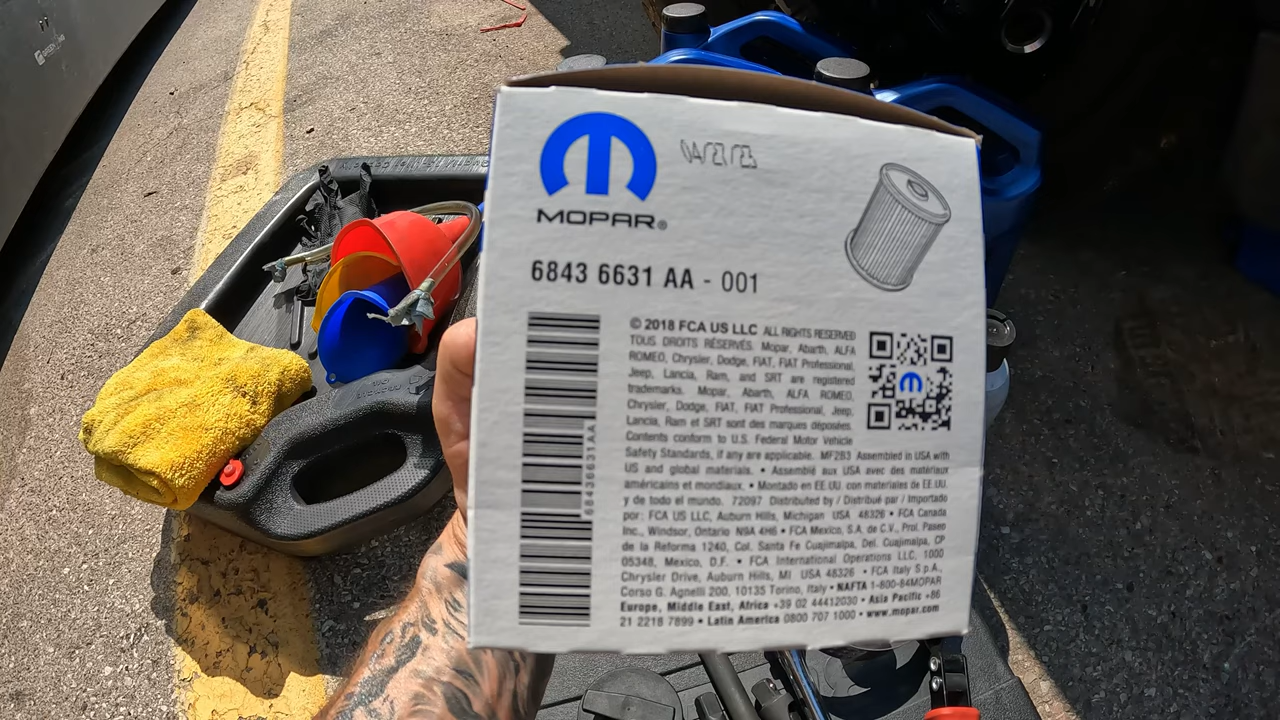 MOPAR®
04/27/23
6843 6631 AA - 001
68436631AA
© 2018 FCA US LLC ALL RIGHTS RESERVED
TOUS DROITS RÉSERVÉS. Mopar, Abarth, ALFA
ROMEO, Chrysler, Dodge, FIAT, FIAT Professional,
Jeep, Lancia, Ram, and SRT are registered
trademarks. Mopar, Abarth, ALFA ROMEO,
Chrysler, Dodge, FIAT, FIAT Professional, Jeep,
Lancia, Ram et SRT sont des marques déposées.
Contents conform to U.S. Federal Motor Vehicle
Safety Standards, if any are applicable. MF2B3 Assembled in USA with
US and global materials. • Assemblé aux USA avec des matériaux
américains et mondiaux. • Montado en EE.UU. con materiales de EE.UU.
y de todo el mundo. 72097 Distributed by / Distribué par / Importado
por: FCA US LLC, Auburn Hills, Michigan USA 48326 • FCA Canada
Inc., Windsor, Ontario N9A 4H6 • FCA Mexico, S.A. de C.V., Prol. Paseo
de la Reforma 1240, Col. Santa Fe Cuajimalpa, Del. Cuajimalpa, CP
05348, Mexico, D.F. • FCA International Operations LLC, 1000
Chrysler Drive, Auburn Hills, MI USA 48326 • FCA Italy S.p.A.,
Corso G. Agnelli 200, 10135 Torino, Italy • NAFTA 1-800-84MOPAR
Europe, Middle East, Africa +39 02 44412030 • Asia Pacific +86
21 2218 7899 • Latin America 0800 707 1000 • www.mopar.com